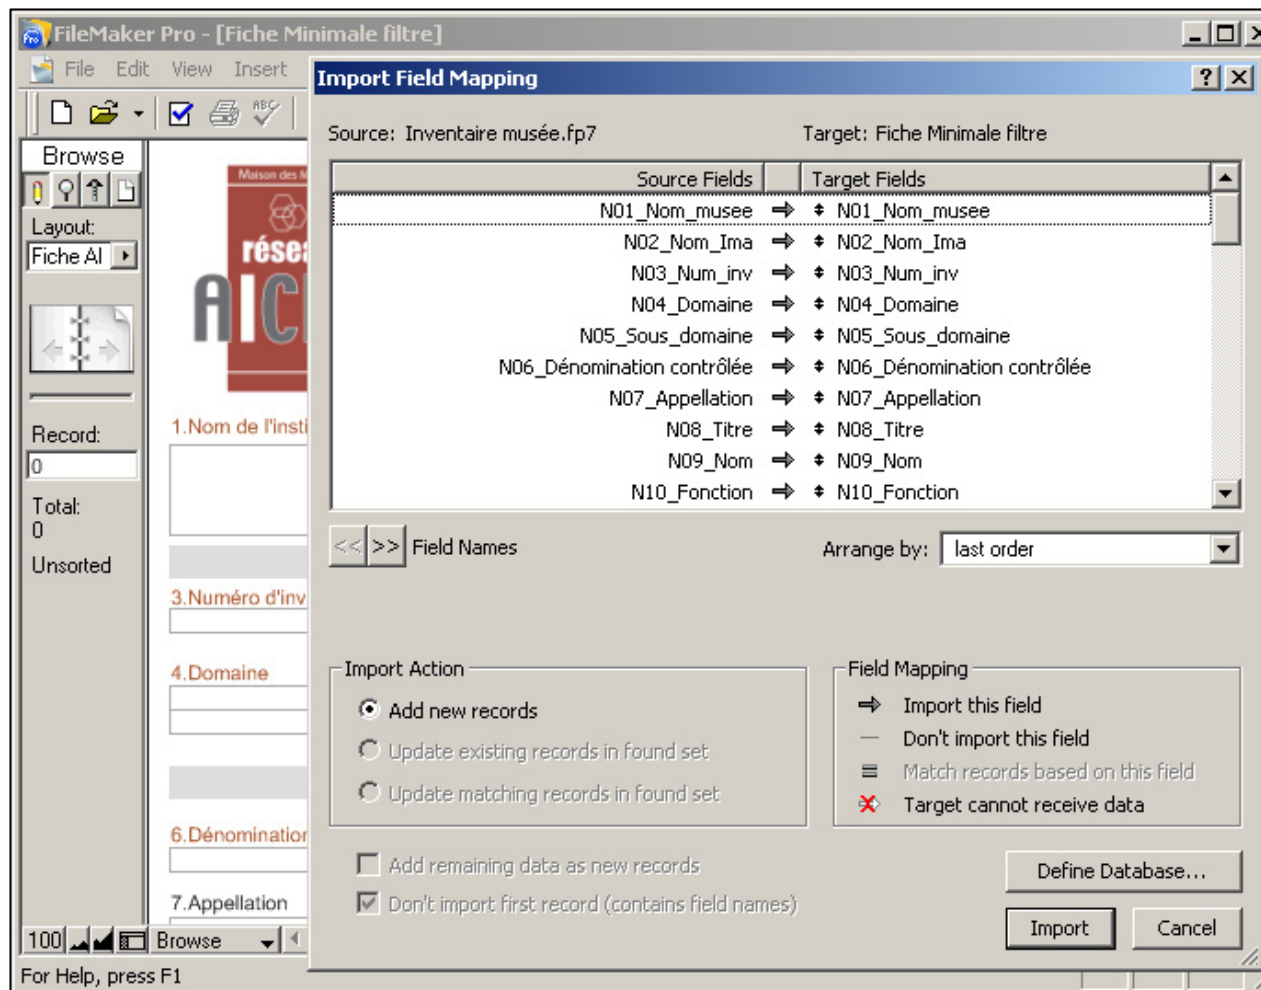 FileMaker Pro - [Fiche Minimale filtre]
File Edit View Insert
Import Field Mapping
Source: Inventaire musée.fp7 Target: Fiche Minimale filtre
Source Fields Target Fields
N01_Nom_musee N01_Nom_musee
N02_Nom_Ima N02_Nom_Ima
N03_Num_inv N03_Num_inv
N04_Domaine N04_Domaine
N05_Sous_domaine N05_Sous_domaine
N06_Dénomination contrôlée N06_Dénomination contrôlée
N07_Appellation N07_Appellation
N08_Titre N08_Titre
N09_Nom N09_Nom
N10_Fonction N10_Fonction
<< >> Field Names Arrange by: last order
Import Action
Add new records
Update existing records in found set
Update matching records in found set
Add remaining data as new records
Don't import first record (contains field names)
Field Mapping
Import this field
Don't import this field
Match records based on this field
Target cannot receive data
Define Database...
Import Cancel
ABC
Browse
Layout:
Fiche AI
Record:
0
Total:
0
Unsorted
Maison des M
résea
AIC
1.Nom de l'insti
3.Numéro d'inv
4.Domaine
6.Dénomination
7.Appellation
100 Browse
For Help, press F1